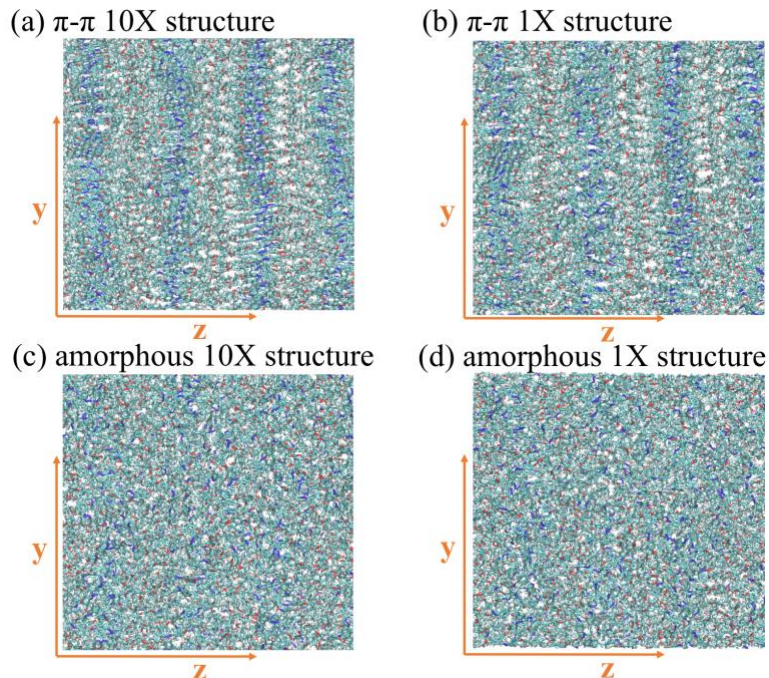 (a) π-π 10X structure
(b) π-π 1X structure
y
z
y
z
(c) amorphous 10X structure
(d) amorphous 1X structure
y
z
y
z